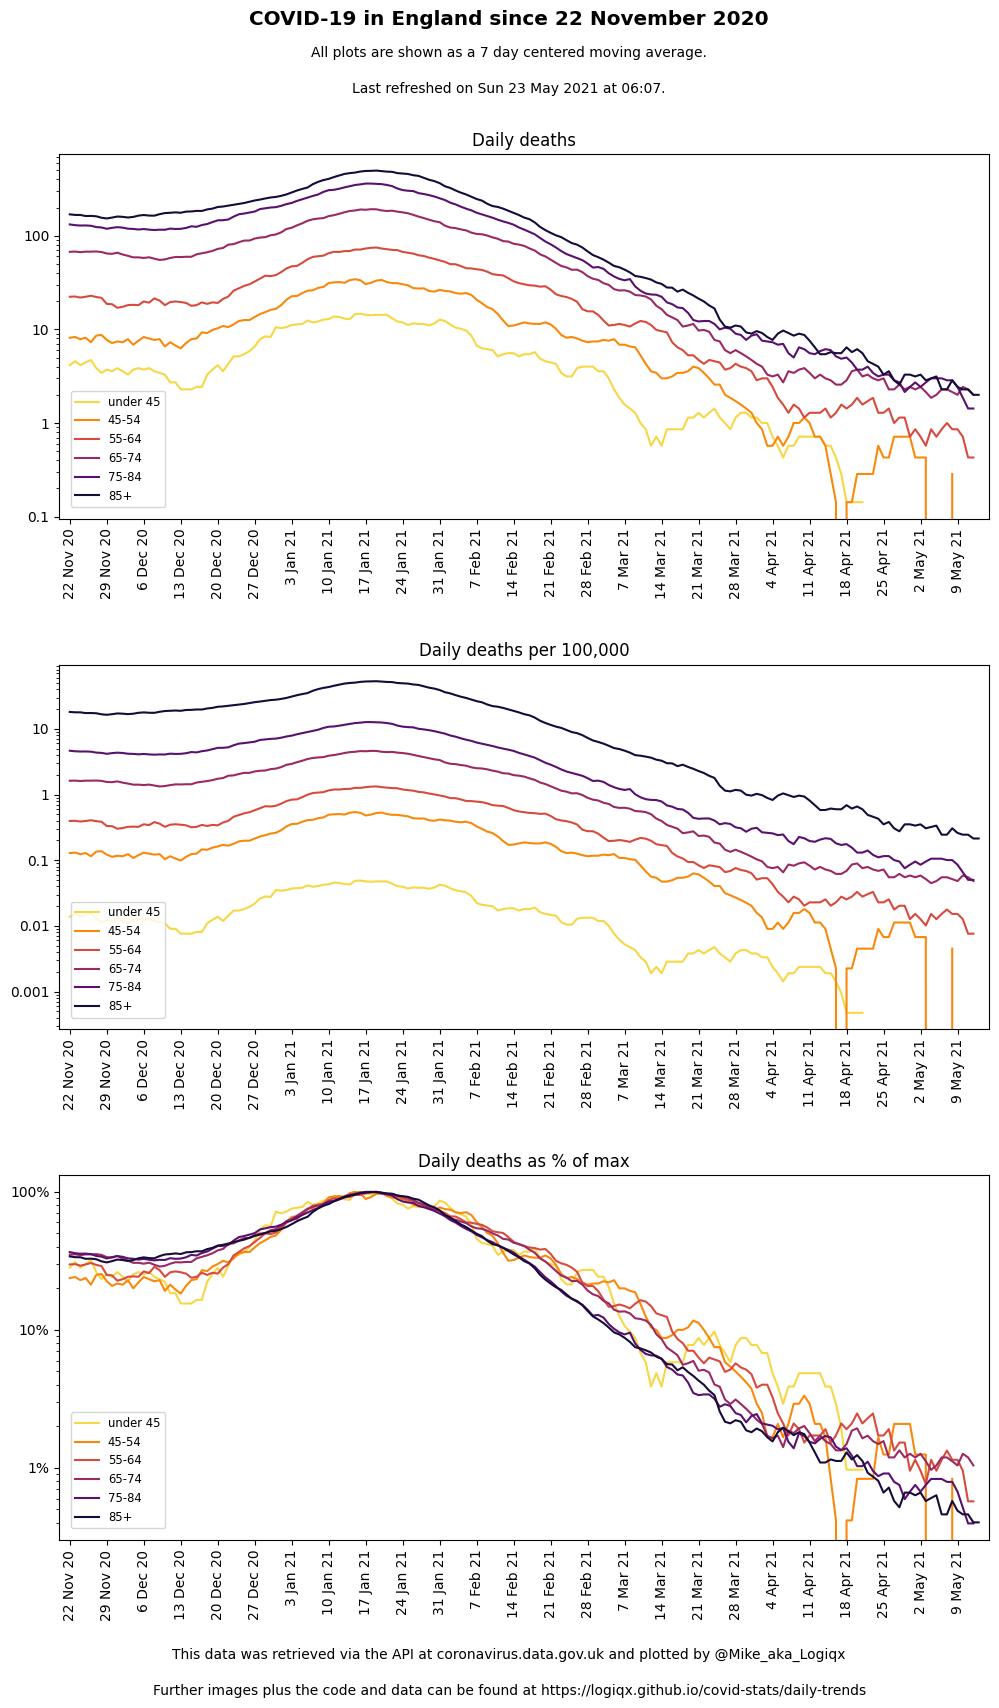 COVID-19 in England since 22 November 2020
All plots are shown as a 7 day centered moving average.
Last refreshed on Sun 23 May 2021 at 06:07.
Daily deaths
100
10
1
0.1
under 45
45-54
55-64
65-74
75-84
85+
22 Nov 20
29 Nov 20
6 Dec 20
13 Dec 20
20 Dec 20
27 Dec 20
3 Jan 21
10 Jan 21
17 Jan 21
24 Jan 21
31 Jan 21
7 Feb 21
14 Feb 21
21 Feb 21
28 Feb 21
7 Mar 21
14 Mar 21
21 Mar 21
28 Mar 21
4 Apr 21
11 Apr 21
18 Apr 21
25 Apr 21
2 May 21
9 May 21
Daily deaths per 100,000
10
1
0.1
0.01
0.001
under 45
45-54
55-64
65-74
75-84
85+
22 Nov 20
29 Nov 20
6 Dec 20
13 Dec 20
20 Dec 20
27 Dec 20
3 Jan 21
10 Jan 21
17 Jan 21
24 Jan 21
31 Jan 21
7 Feb 21
14 Feb 21
21 Feb 21
28 Feb 21
7 Mar 21
14 Mar 21
21 Mar 21
28 Mar 21
4 Apr 21
11 Apr 21
18 Apr 21
25 Apr 21
2 May 21
9 May 21
Daily deaths as % of max
100%
10%
1%
under 45
45-54
55-64
65-74
75-84
85+
22 Nov 20
29 Nov 20
6 Dec 20
13 Dec 20
20 Dec 20
27 Dec 20
3 Jan 21
10 Jan 21
17 Jan 21
24 Jan 21
31 Jan 21
7 Feb 21
14 Feb 21
21 Feb 21
28 Feb 21
7 Mar 21
14 Mar 21
21 Mar 21
28 Mar 21
4 Apr 21
11 Apr 21
18 Apr 21
25 Apr 21
2 May 21
9 May 21
This data was retrieved via the API at coronavirus.data.gov.uk and plotted by @Mike_aka_Logiqx
Further images plus the code and data can be found at https://logiqx.github.io/covid-stats/daily-trends